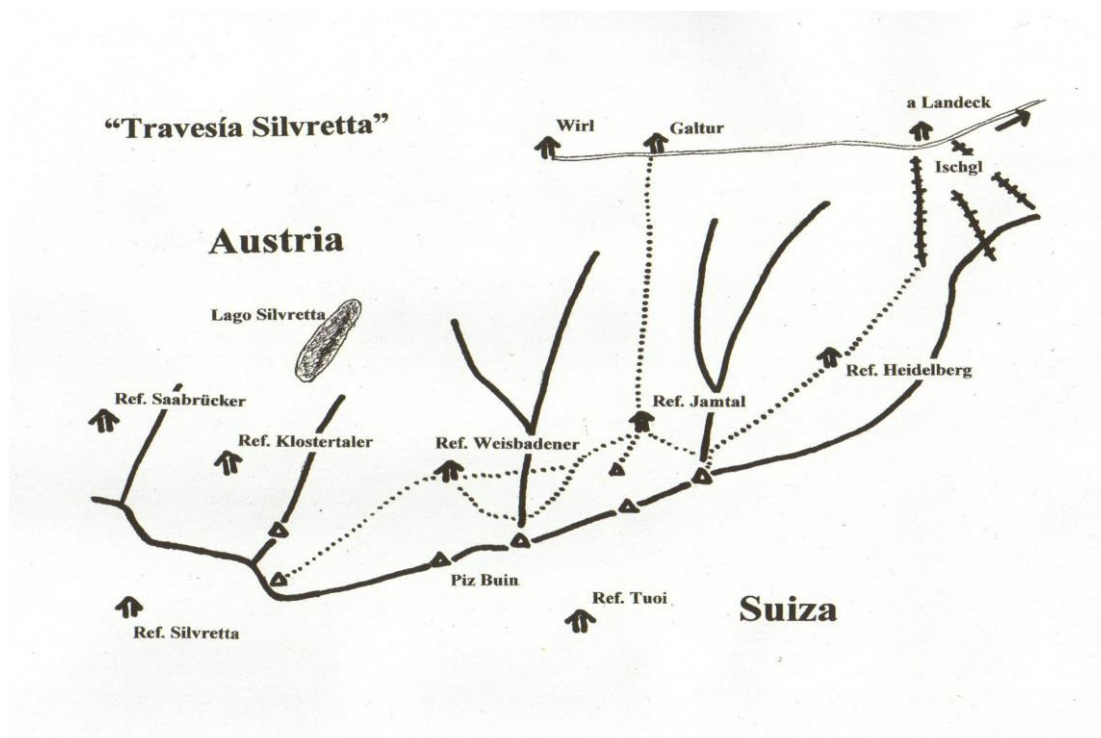 a Landeck
“Travesía Silvretta”
Wirl
Galtur
Ischgl
Austria
Lago Silvretta
Ref. Heidelberg
Ref. Saabrücker
Ref. Jamtal
Ref. Klostertaler
Ref. Weisbadener
Piz Buin
Ref. Tuoi
Suiza
Ref. Silvretta